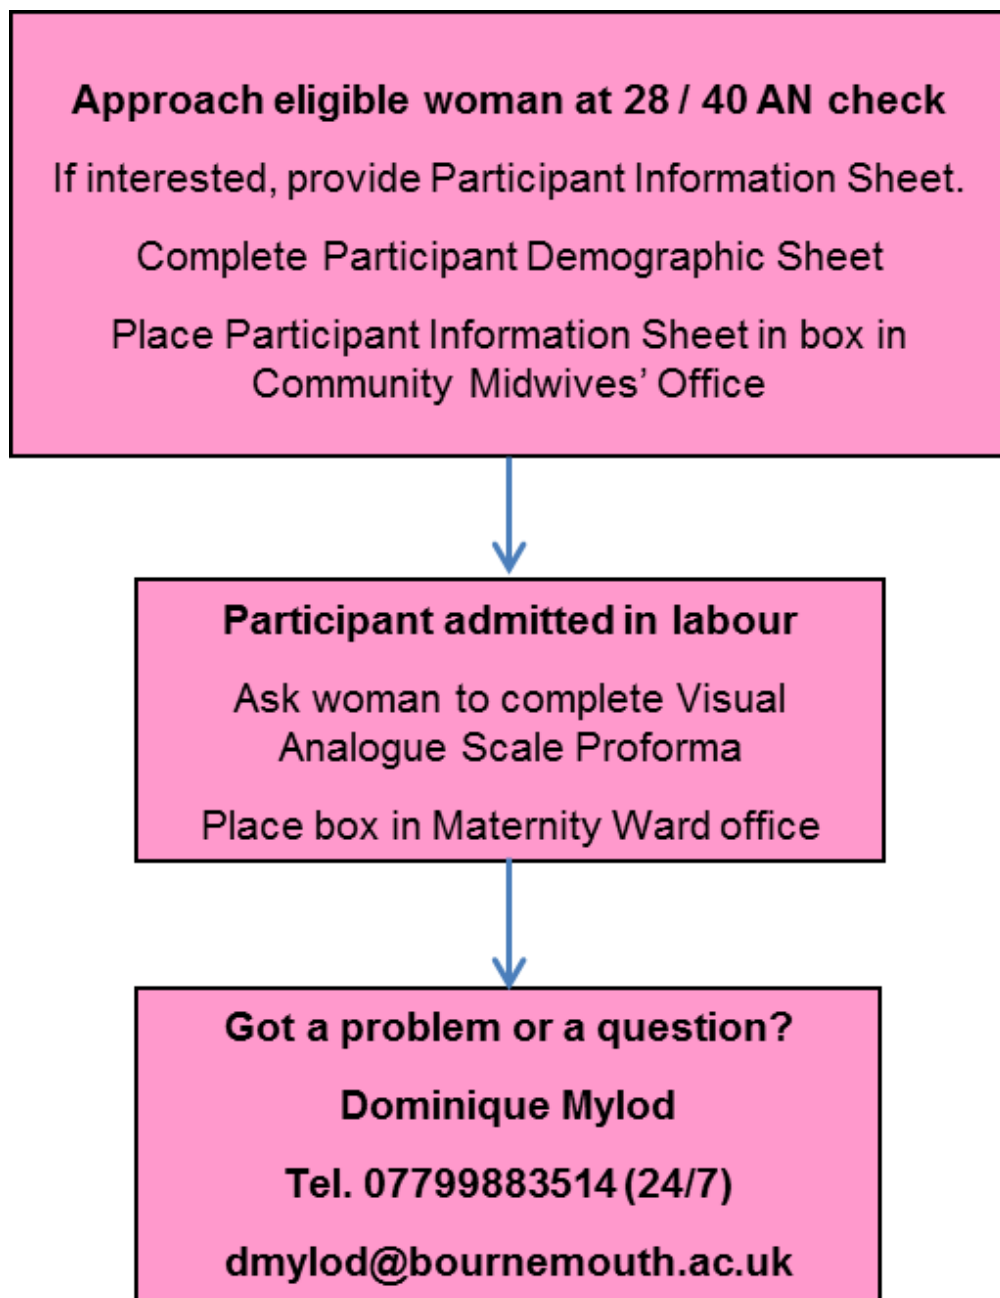 Approach eligible woman at 28 / 40 AN check
If interested, provide Participant Information Sheet.
Complete Participant Demographic Sheet
Place Participant Information Sheet in box in
Community Midwives’ Office
Participant admitted in labour
Ask woman to complete Visual
Analogue Scale Proforma
Place box in Maternity Ward office
Got a problem or a question?
Dominique Mylod
Tel. 07799883514 (24/7)
dmylod@bournemouth.ac.uk